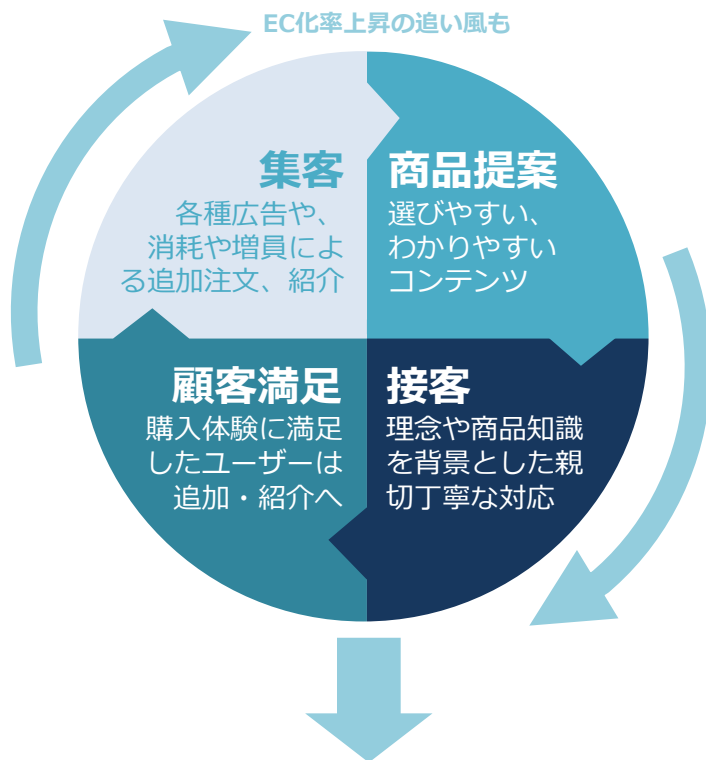 EC化率上昇の追い風も
集客
各種広告や、
消耗や増員によ
る追加注文、紹介
商品提案
選びやすい、
わかりやすい
コンテンツ
接客
理念や商品知識
を背景とした親
切丁寧な対応
顧客満足
購入体験に満足
したユーザーは
追加・紹介へ